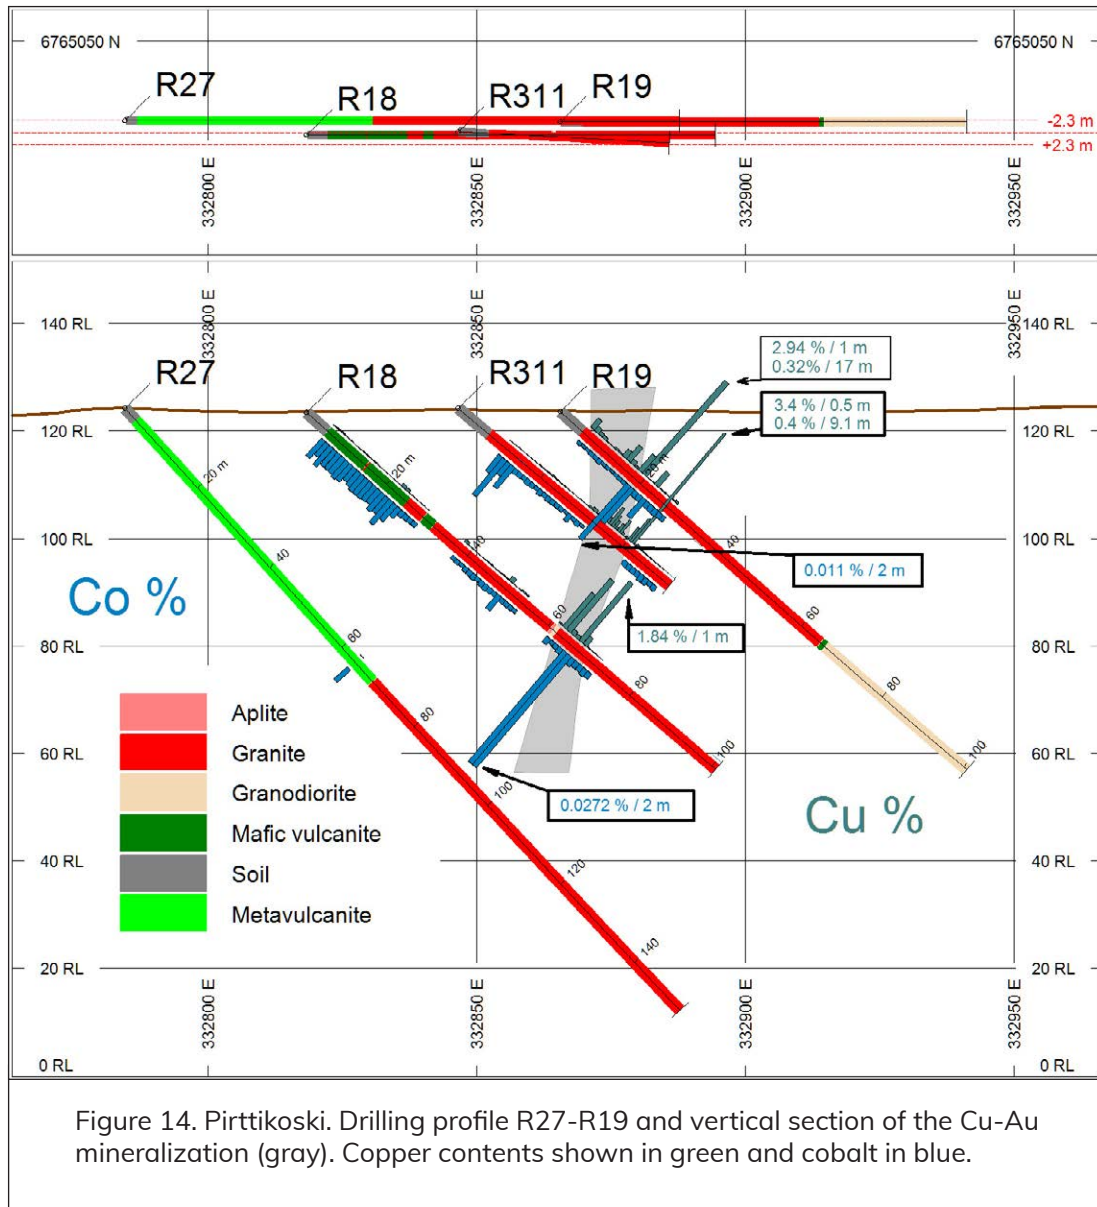 6765050 N
6765050 N
R27
R18
R311
R19
-2.3 m
+2.3 m
332800 E
332850 E
332900 E
332950 E
332800 E
332850 E
332900 E
332950 E
140 RL
140 RL
R27
R18
R311
R19
2.94 % / 1 m
0.32% / 17 m
3.4 % / 0.5 m
0.4 % / 9.1 m
120 RL
120 RL
20 m
20 m
20 m
100 RL
100 RL
40
40
40
0.011 % / 2 m
Co %
60
60
60
1.84 % / 1 m
80 RL
80 RL
80
80
80
Aplite
Granite
Granodiorite
Mafic vulcanite
Soil
Metavulcanite
60 RL
60 RL
100
100
100
0.0272 % / 2 m
Cu %
40 RL
40 RL
120
140
20 RL
20 RL
332800 E
332850 E
332900 E
332950 E
0 RL
0 RL
Figure 14. Pirttikoski. Drilling profile R27-R19 and vertical section of the Cu-Au
mineralization (gray). Copper contents shown in green and cobalt in blue.